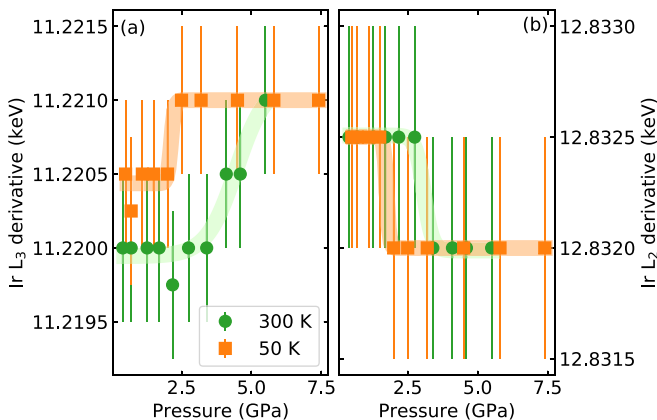 (a)
(b)
11.2215
11.2210
11.2205
11.2200
11.2195
Ir L3 derivative (keV)
300 K
50 K
2.5
5.0
7.5
Pressure (GPa)
2.5
5.0
7.5
Pressure (GPa)
12.8330
12.8325
12.8320
12.8315
Ir L2 derivative (keV)